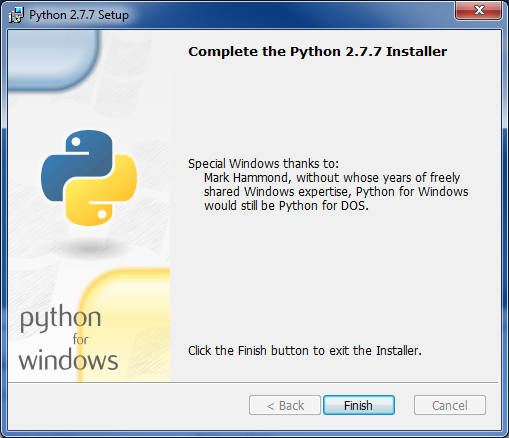 Python 2.7.7 Setup
Complete the Python 2.7.7 Installer
Special Windows thanks to:
Mark Hammond, without whose years of freely
shared Windows expertise, Python for Windows
would still be Python for DOS.
python
for
windows
Click the Finish button to exit the Installer.
< Back
Finish
Cancel